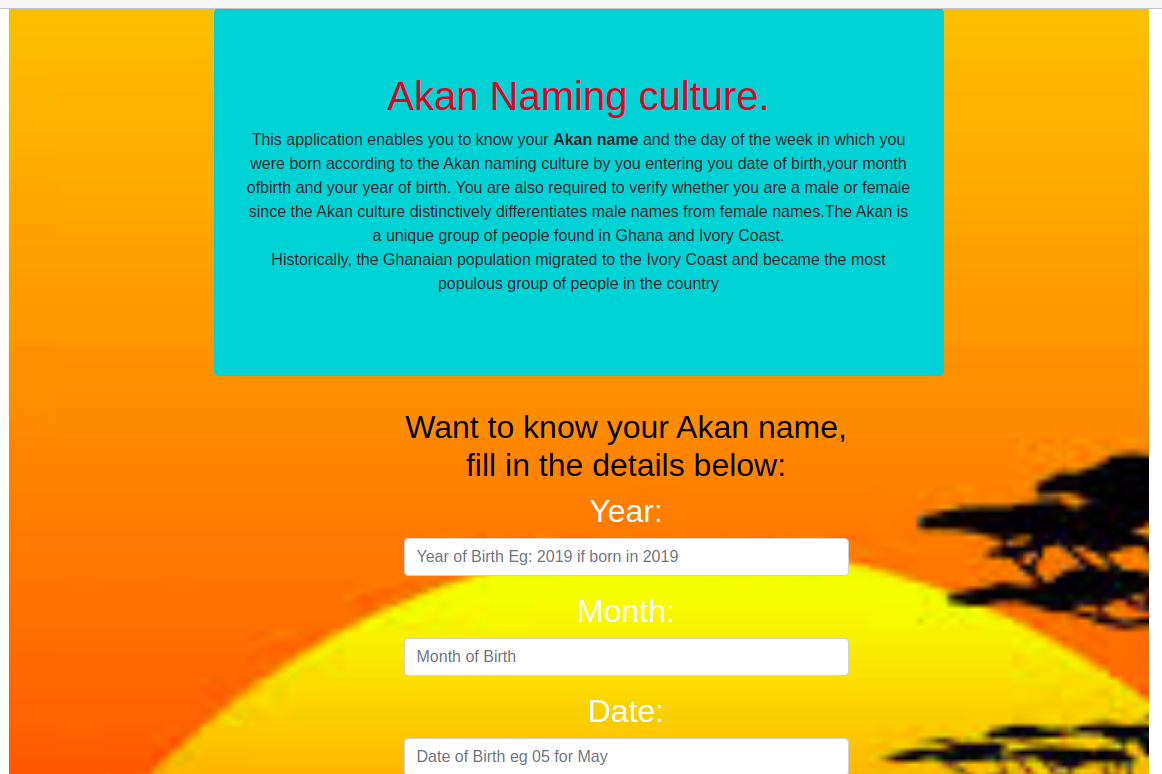 Akan Naming culture.
This application enables you to know your Akan name and the day of the week in which you
were born according to the Akan naming culture by you entering you date of birth,your month
ofbirth and your year of birth. You are also required to verify whether you are a male or female
since the Akan culture distinctively differentiates male names from female names.The Akan is
a unique group of people found in Ghana and Ivory Coast.
Historically, the Ghanaian population migrated to the Ivory Coast and became the most
populous group of people in the country
Want to know your Akan name,
fill in the details below:
Year:
Year of Birth Eg: 2019 if born in 2019
Month:
Month of Birth
Date:
Date of Birth eg 05 for May